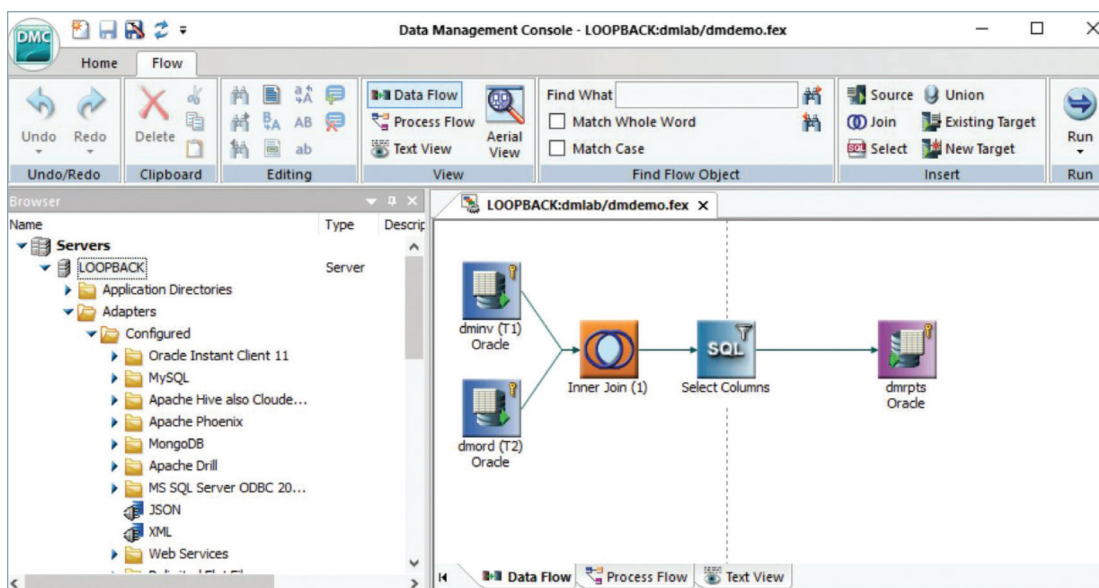 DMC
Data Management Console - LOOPBACK:dmlab/dmdemo.fex
Home Flow
Undo Redo
Undo/Redo
Delete
Clipboard
A
B A AB
ab
Editing
Data Flow
Process Flow
Text View
Aerial View
View
Find What
Match Whole Word
Match Case
Find Flow Object
Source Union
Join Existing Target
SQL Select New Target
Insert
Run
Run
Browser
Name Type Descrip
Servers
LOOPBACK Server
Application Directories
Adapters
Configured
Oracle Instant Client 11
MySQL
Apache Hive also Cloude...
Apache Phoenix
MongoDB
Apache Drill
MS SQL Server ODBC 20...
JSON
XML
Web Services
LOOPBACK:dmlab/dmdemo.fex
dminv (T1)
Oracle
dmord (T2)
Oracle
Inner Join (1)
SQL
Select Columns
dmrpts
Oracle
Data Flow Process Flow Text View